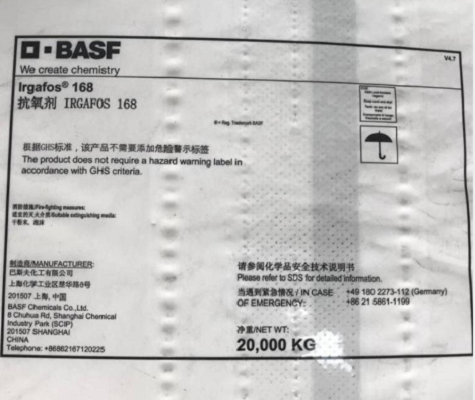 BASF
We create chemistry
V4.7
Irgafos® 168
抗氧剂 IRGAFOS 168
® = Reg. Trademark BASF
根据GHS标准，该产品不需要添加危险警示标签
The product does not require a hazard warning label in
accordance with GHS criteria.
消防措施/Fire-fighting measures:
适宜的灭火介质/Suitable extinguishing media:
干粉末, 泡沫
制造商/MANUFACTURER:
巴斯夫化工有限公司
上海化学工业区楚华路8号
201507 上海, 中国
BASF Chemicals Co.,Ltd.
8 Chuhua Rd, Shanghai Chemical
Industry Park (SCIP)
201507 SHANGHAI
CHINA
Telephone: +86862167120225
请参阅化学品安全技术说明书
Please refer to SDS for detailed information.
当遇到紧急情况 / IN CASE +49 180 2273-112 (Germany)
OF EMERGENCY: +86 21 5861-1199
净重/NET WT:
20,000 KG